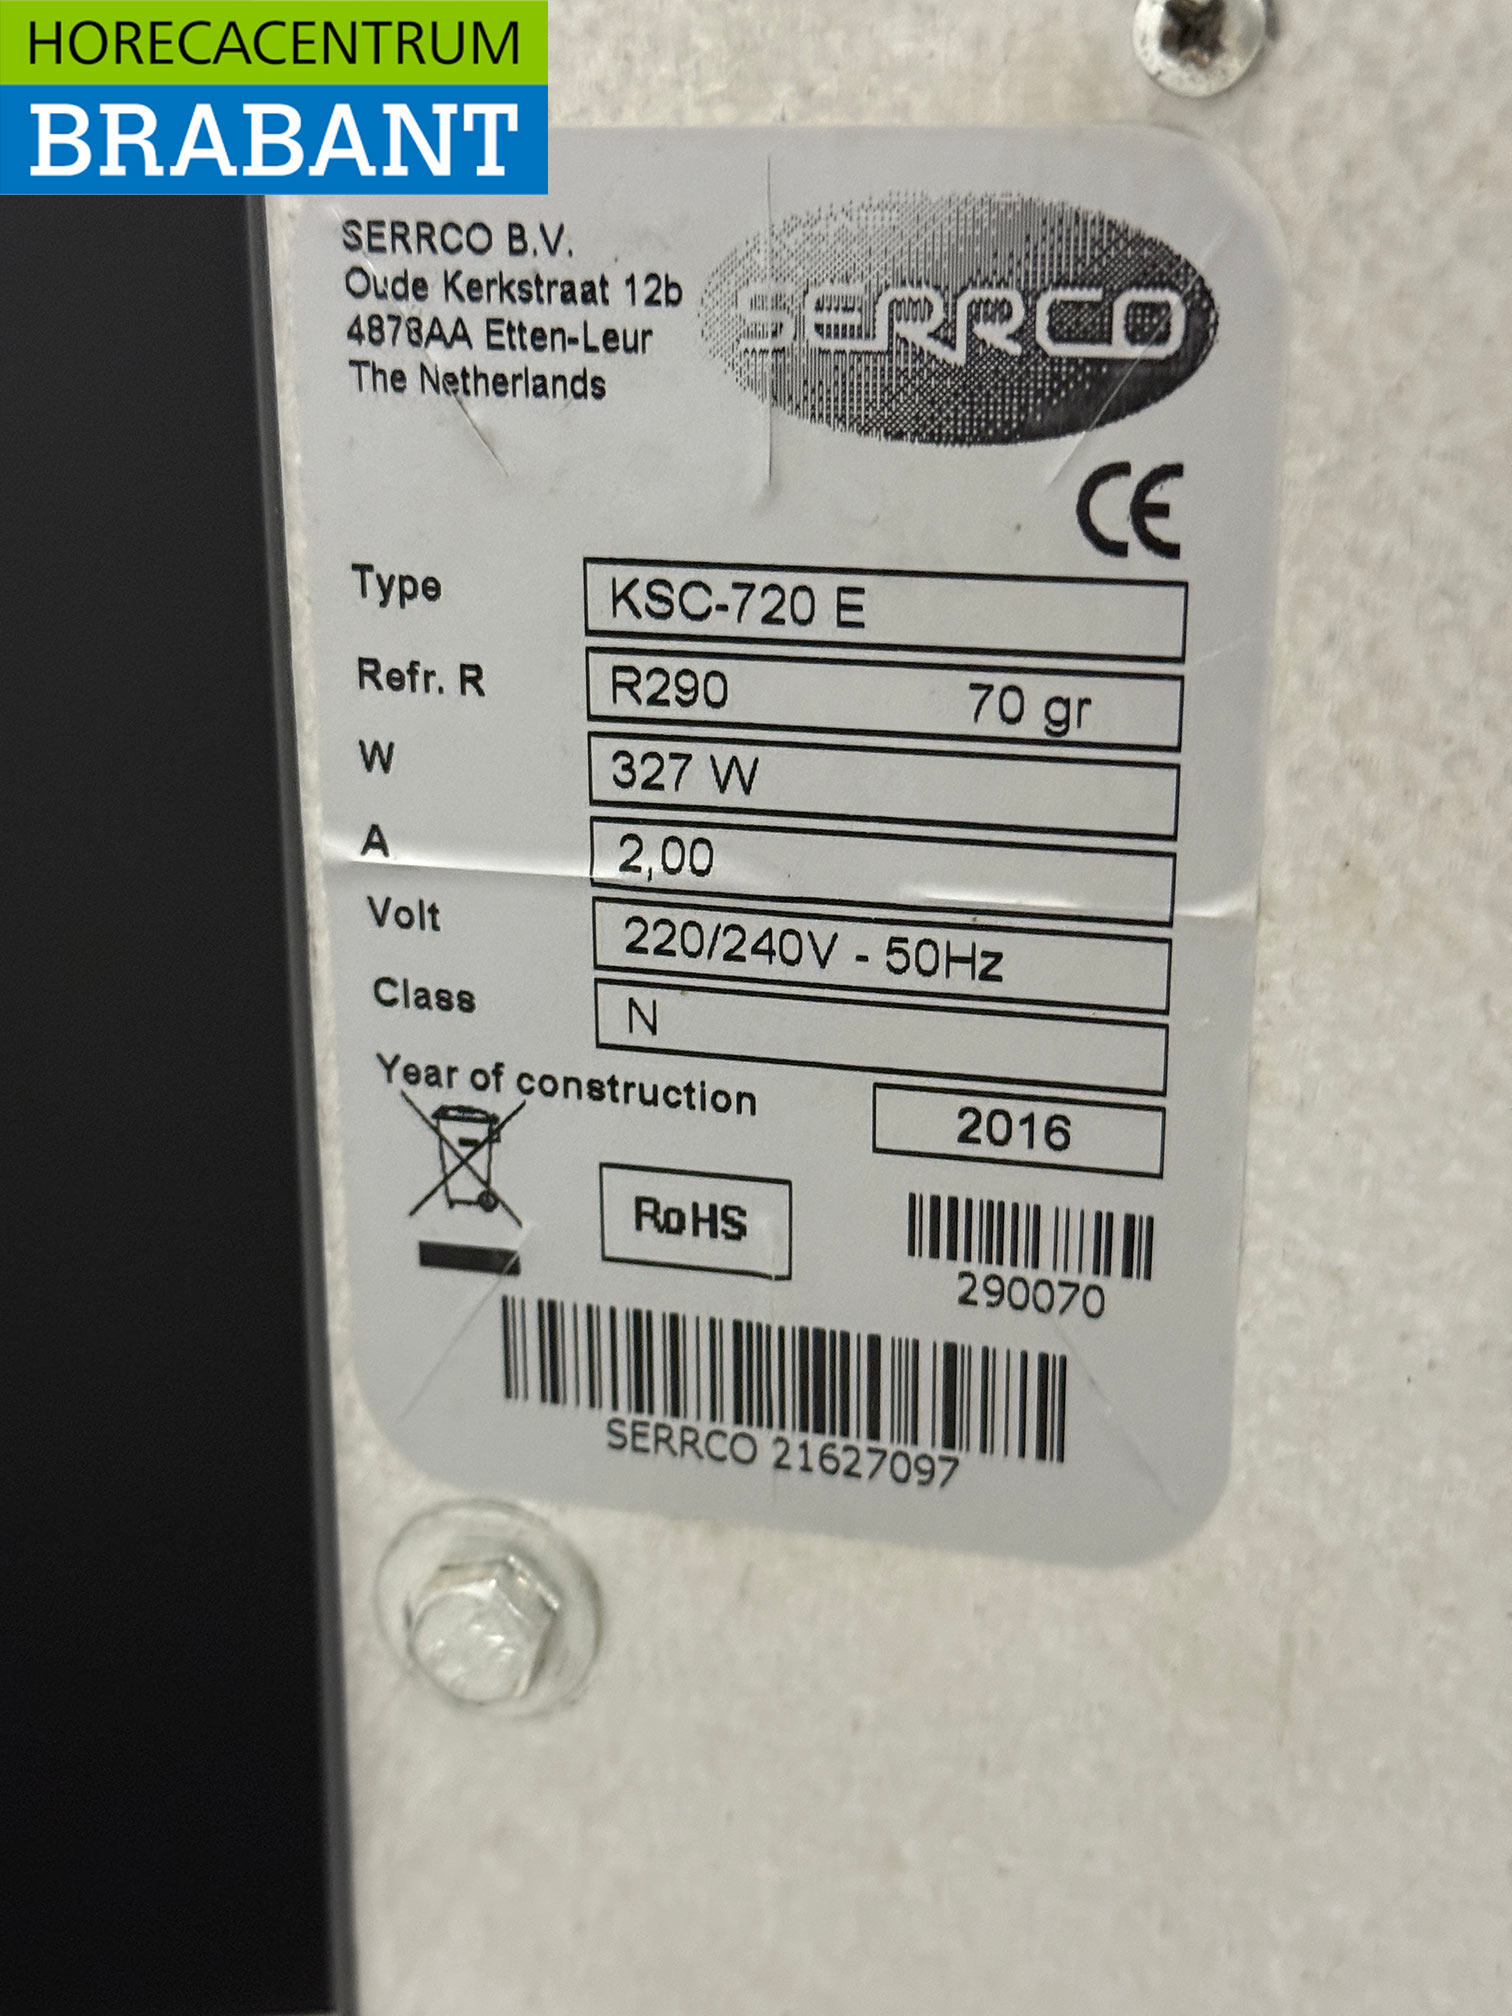 HORECACENTRUM
BRABANT
SERRCO B.V.
Oude Kerkstraat 12b
4878AA Etten-Leur
The Netherlands
SERRCO
CE
Type KSC-720 E
Refr. R R290 70 gr
W 327 W
A 2,00
Volt 220/240V - 50Hz
Class N
Year of construction 2016
RoHS
290070
SERRCO 21627097